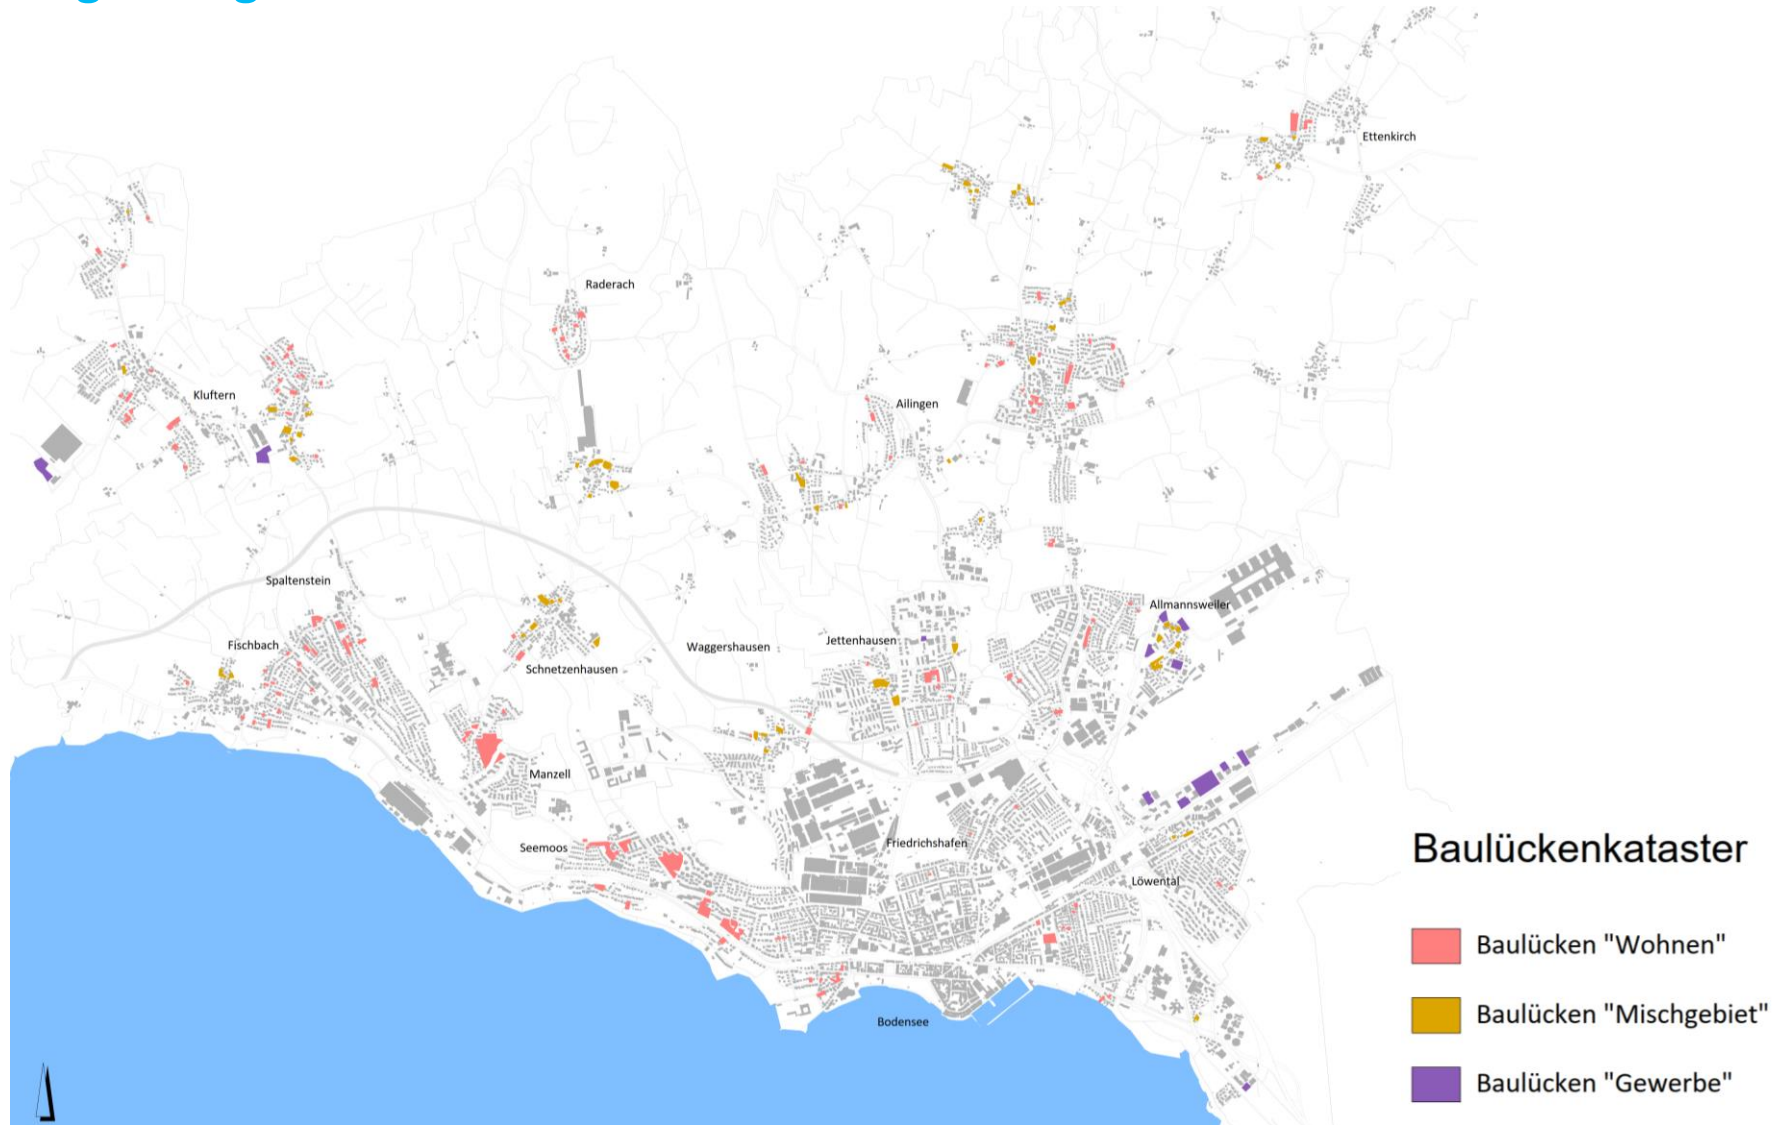 Ettenkirch
Raderach
Kluftern
Ailingen
Spaltenstein
Allmannsweiler
Fischbach
Jettenhausen
Waggershausen
Schnetzenhausen
Manzell
Seemoos
Friedrichshafen
Löwental
Bodensee
Baulückenkataster
Baulücken "Wohnen"
Baulücken "Mischgebiet"
Baulücken "Gewerbe"